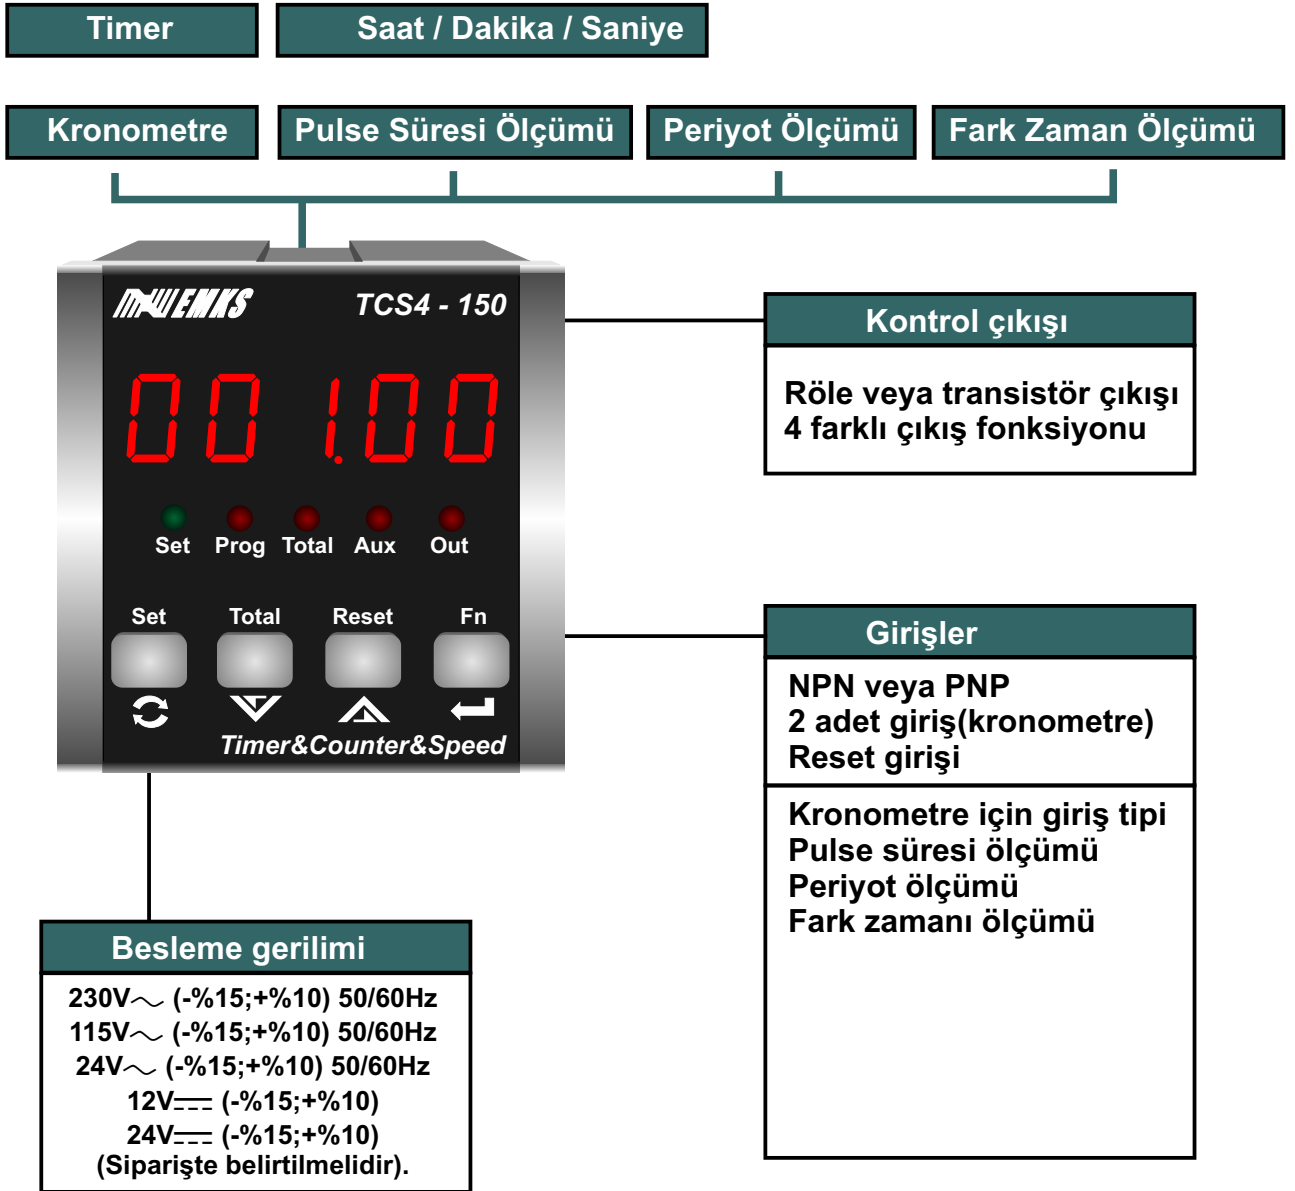 Timer
Saat / Dakika / Saniye
Kronometre
Pulse Süresi Ölçümü
Periyot Ölçümü
Fark Zaman Ölçümü
EMKS
TCS4 - 150
001.00
Set Prog Total Aux Out
Set Total Reset Fn
Timer&Counter&Speed
Kontrol çıkışı
Röle veya transistör çıkışı
4 farklı çıkış fonksiyonu
Girişler
NPN veya PNP
2 adet giriş(kronometre)
Reset girişi
Kronometre için giriş tipi
Pulse süresi ölçümü
Periyot ölçümü
Fark zamanı ölçümü
Besleme gerilimi
230V～ (-%15;+%10) 50/60Hz
115V～ (-%15;+%10) 50/60Hz
24V～ (-%15;+%10) 50/60Hz
12V⎓ (-%15;+%10)
24V⎓ (-%15;+%10)
(Siparişte belirtilmelidir).